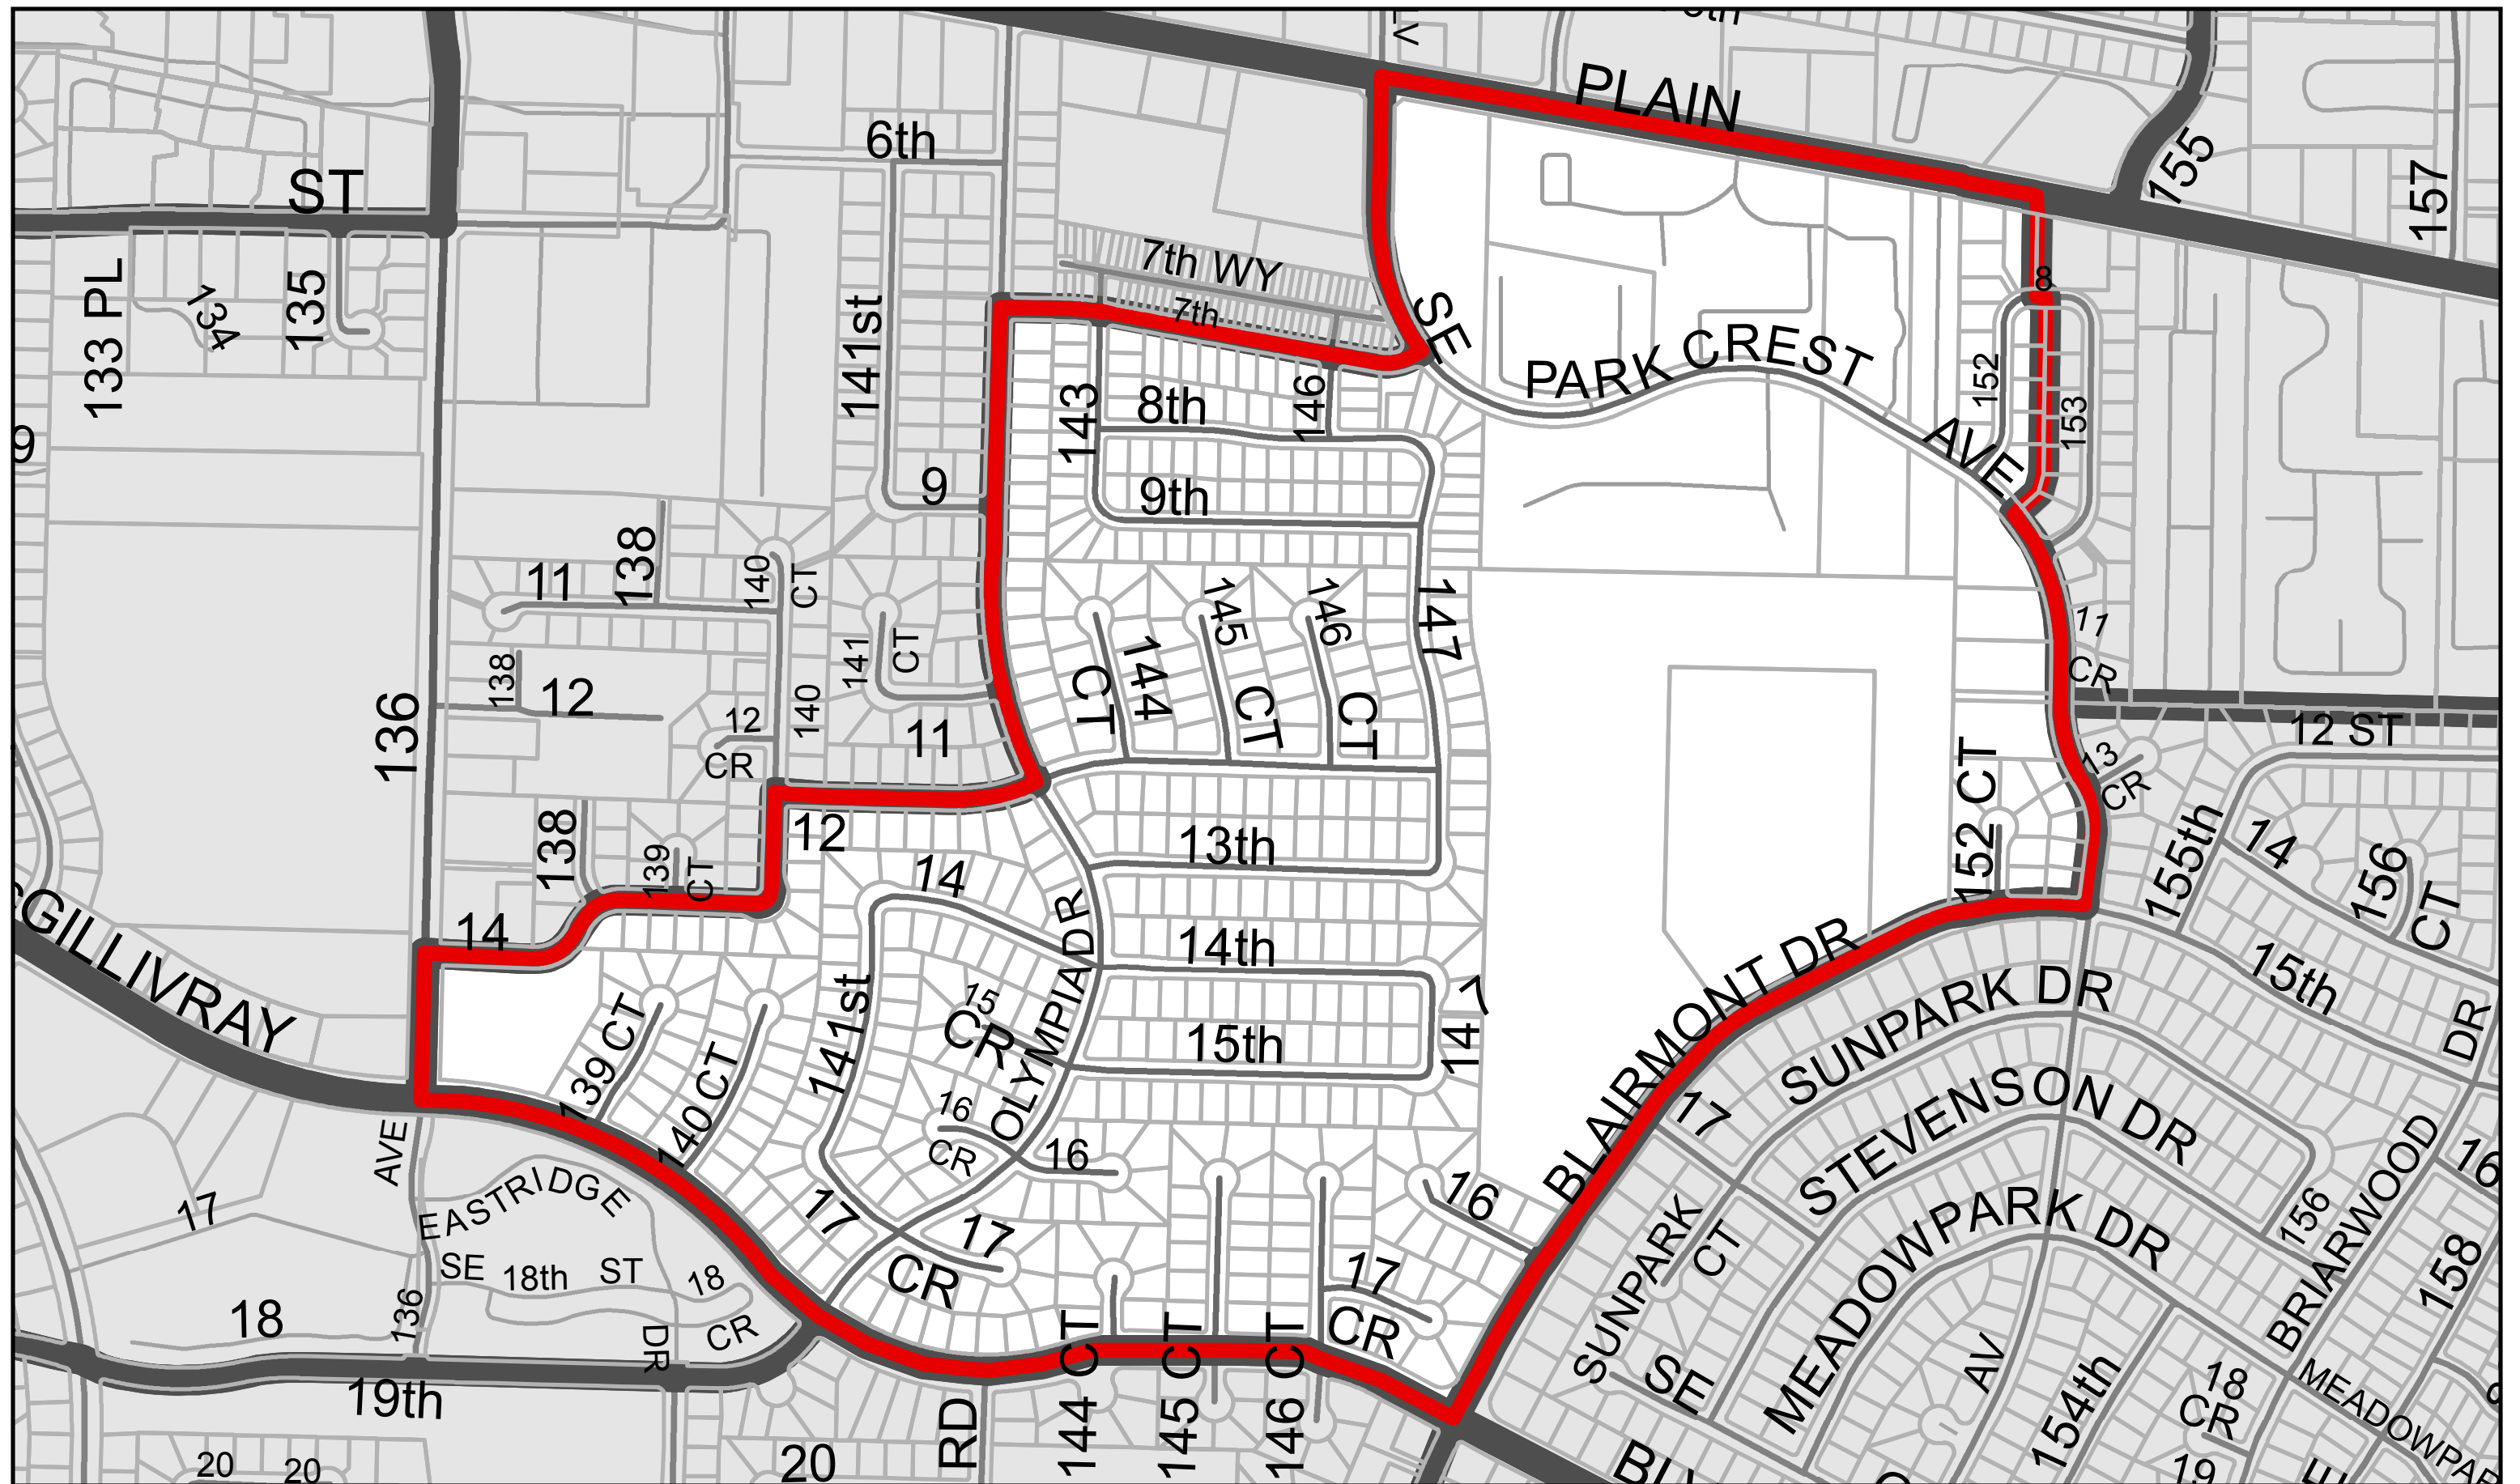 PLAIN
155
157
6th
ST
133 PL
134
135
141st
7th WY
7th
SE
PARK CREST
AVE
8
152
153
143
8th
146
9
9
9th
138
11
140
CT
141
CT
138
12
12
CR
140
11
136
CT
144
145
CT
146
CT
147
11
CR
12 ST
13
CR
152 CT
155th
14
156
CT
138
139
CT
12
13th
14
14
OLYMPIA DR
14th
147
15th
15
CR
16
CR
16
139 CT
140 CT
141st
BLAIRMONT DR
SUNPARK DR
15th
DR
17
STEVENSON DR
MEADOWPARK DR
156
BRIARWOOD
16
158
AVE
17
EASTRIDGE
SE
18th
ST
18
CR
DR
136
18
19th
17
17
CR
16
17
CR
SUNPARK
CT
SE
AV
154th
18
CR
19
144 CT
145 CT
146 CT
RD
20
20
20